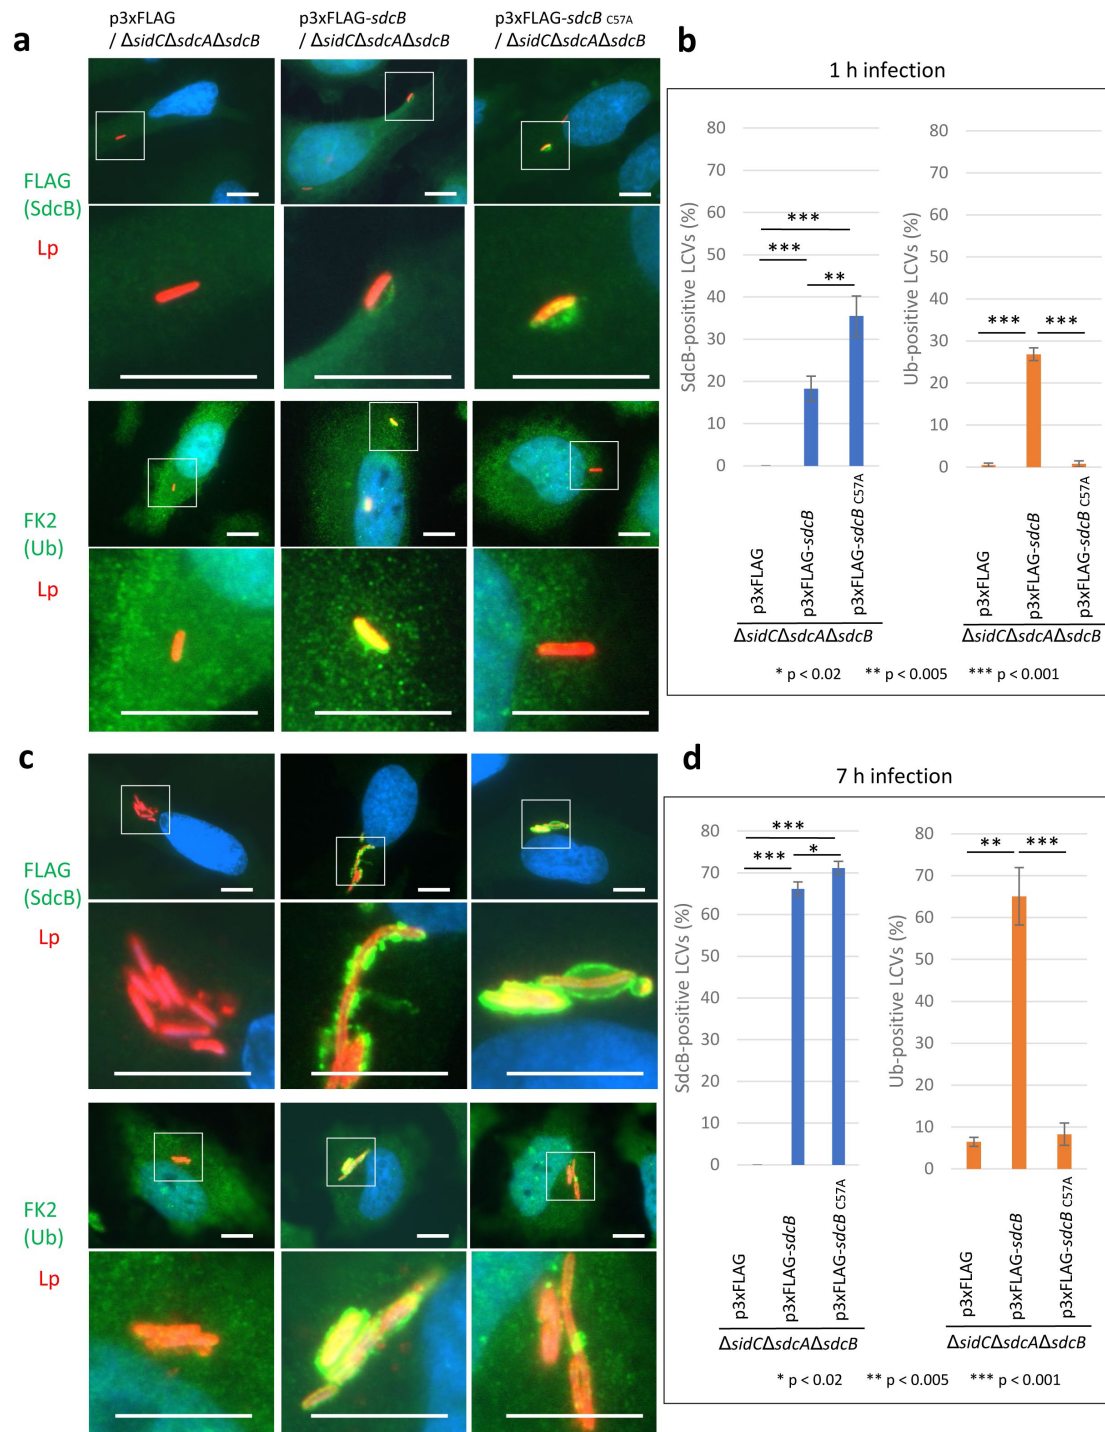 a
p3xFLAG
/ ΔsidCΔsdcAΔsdcB
p3xFLAG-sdcB
/ ΔsidCΔsdcAΔsdcB
p3xFLAG-sdcB C57A
/ ΔsidCΔsdcAΔsdcB
FLAG
(SdcB)
Lp
FK2
(Ub)
Lp
b
1 h infection
SdcB-positive LCVs (%)
80
70
60
50
40
30
20
10
0
***
***
**
p3xFLAG
p3xFLAG-sdcB
p3xFLAG-sdcB C57A
ΔsidCΔsdcAΔsdcB
Ub-positive LCVs (%)
80
70
60
50
40
30
20
10
0
*** ***
p3xFLAG
p3xFLAG-sdcB
p3xFLAG-sdcB C57A
ΔsidCΔsdcAΔsdcB
* p < 0.02 ** p < 0.005 *** p < 0.001
c
FLAG
(SdcB)
Lp
FK2
(Ub)
Lp
d
7 h infection
SdcB-positive LCVs (%)
80
70
60
50
40
30
20
10
0
***
*** *
p3xFLAG
p3xFLAG-sdcB
p3xFLAG-sdcB C57A
ΔsidCΔsdcAΔsdcB
Ub-positive LCVs (%)
80
70
60
50
40
30
20
10
0
** ***
p3xFLAG
p3xFLAG-sdcB
p3xFLAG-sdcB C57A
ΔsidCΔsdcAΔsdcB
* p < 0.02 ** p < 0.005 *** p < 0.001